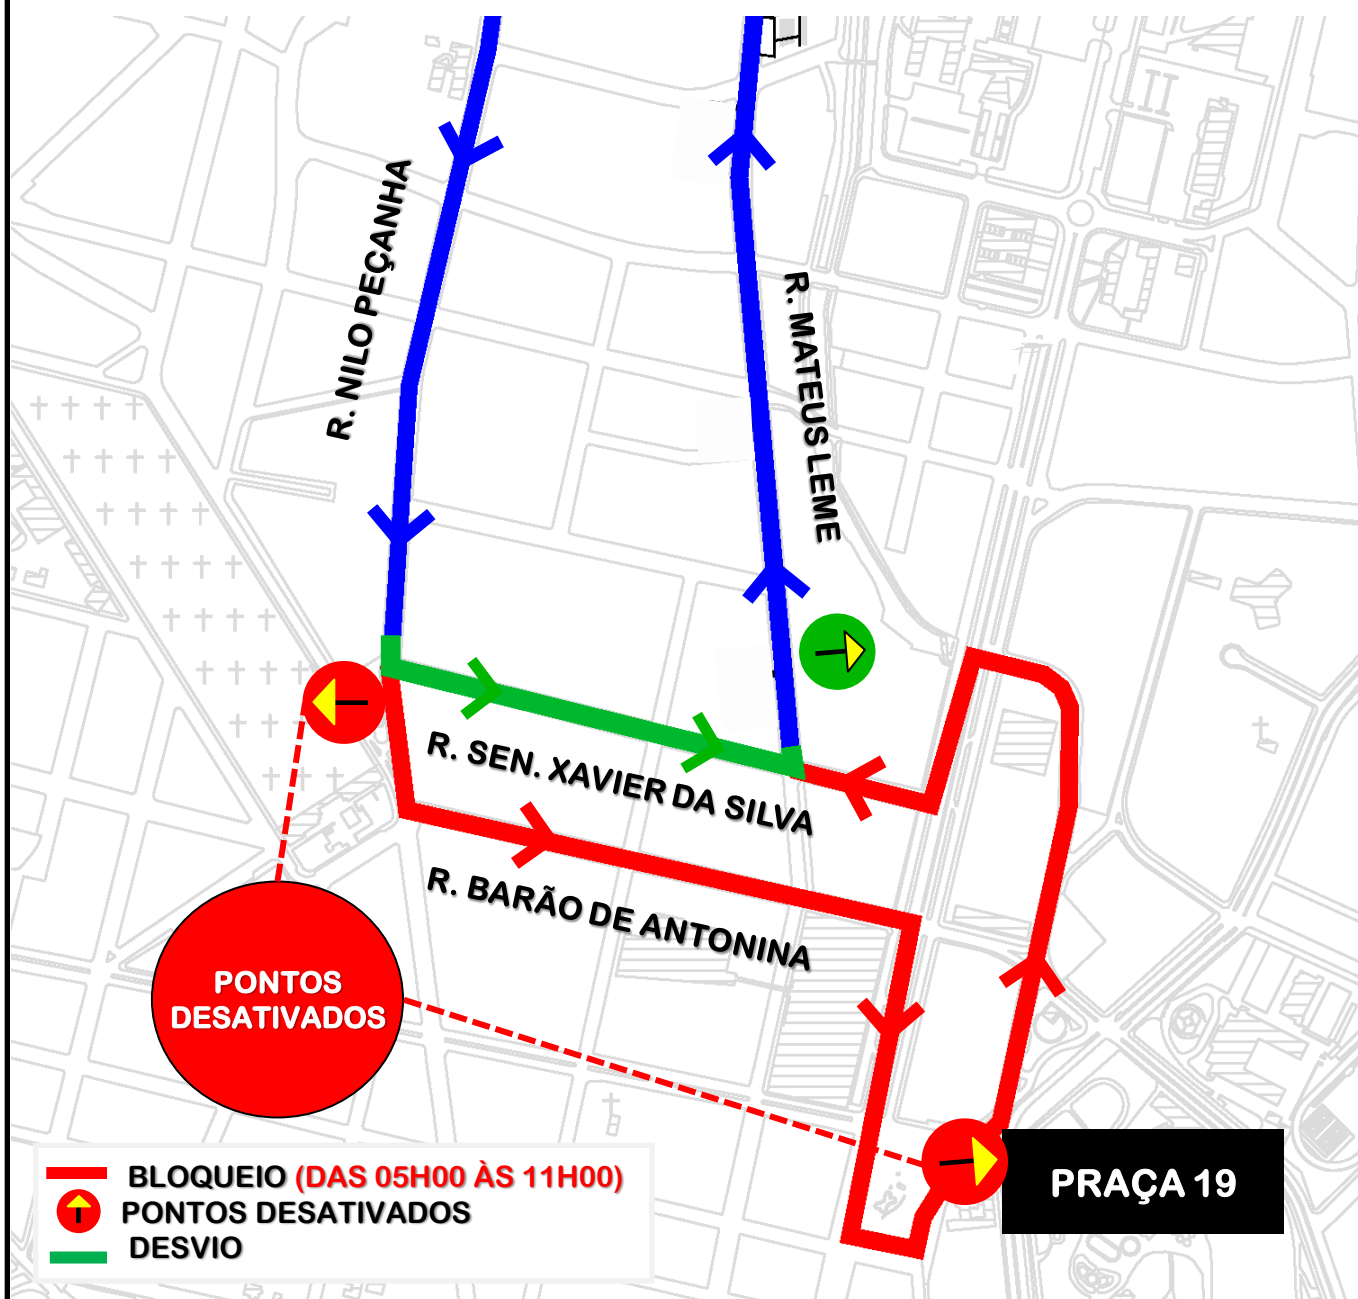 R. NILO PEÇANHA
R. MATEUS LEME
R. SEN. XAVIER DA SILVA
R. BARÃO DE ANTONINA
PONTOS
DESATIVADOS
PRAÇA 19
BLOQUEIO (DAS 05H00 ÀS 11H00)
PONTOS DESATIVADOS
DESVIO